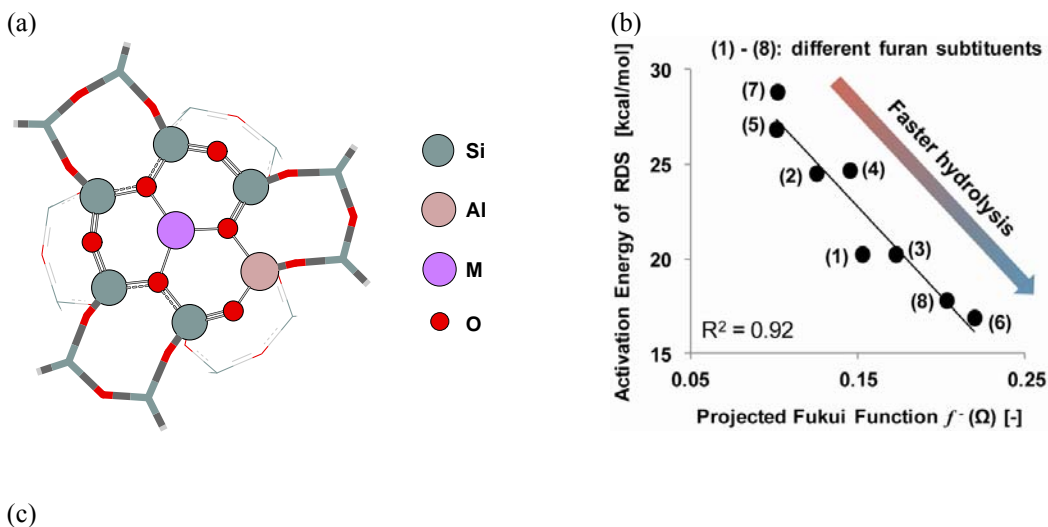 (a)
Si
Al
M
O
(b)
(1) - (8): different furan subtituents
Activation Energy of RDS [kcal/mol]
30
25
20
15
(7)
(5)
(2)
(4)
(1)
(3)
(8)
(6)
Faster hydrolysis
R² = 0.92
0.05
0.15
0.25
Projected Fukui Function f⁻(Ω) [-]
(c)